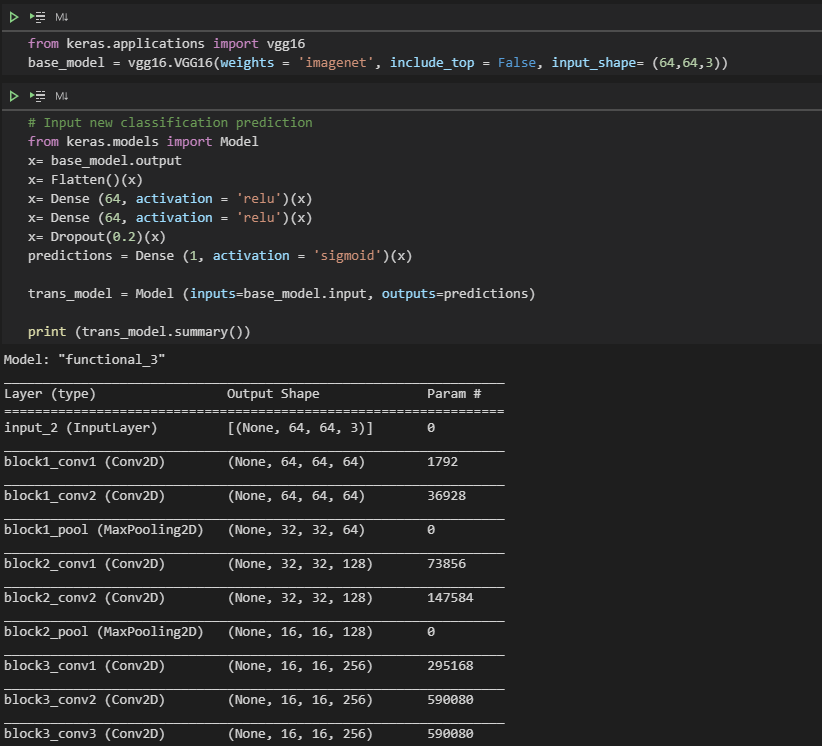 M↓
from keras.applications import vgg16
base_model = vgg16.VGG16(weights = 'imagenet', include_top = False, input_shape= (64,64,3))
M↓
# Input new classification prediction
from keras.models import Model
x= base_model.output
x= Flatten()(x)
x= Dense (64, activation = 'relu')(x)
x= Dense (64, activation = 'relu')(x)
x= Dropout(0.2)(x)
predictions = Dense (1, activation = 'sigmoid')(x)
trans_model = Model (inputs=base_model.input, outputs=predictions)
print (trans_model.summary())
Model: "functional_3"
_________________________________________________________________
Layer (type)                 Output Shape              Param #
=================================================================
input_2 (InputLayer)         [(None, 64, 64, 3)]       0
_________________________________________________________________
block1_conv1 (Conv2D)        (None, 64, 64, 64)        1792
_________________________________________________________________
block1_conv2 (Conv2D)        (None, 64, 64, 64)        36928
_________________________________________________________________
block1_pool (MaxPooling2D)   (None, 32, 32, 64)        0
_________________________________________________________________
block2_conv1 (Conv2D)        (None, 32, 32, 128)       73856
_________________________________________________________________
block2_conv2 (Conv2D)        (None, 32, 32, 128)       147584
_________________________________________________________________
block2_pool (MaxPooling2D)   (None, 16, 16, 128)       0
_________________________________________________________________
block3_conv1 (Conv2D)        (None, 16, 16, 256)       295168
_________________________________________________________________
block3_conv2 (Conv2D)        (None, 16, 16, 256)       590080
_________________________________________________________________
block3_conv3 (Conv2D)        (None, 16, 16, 256)       590080